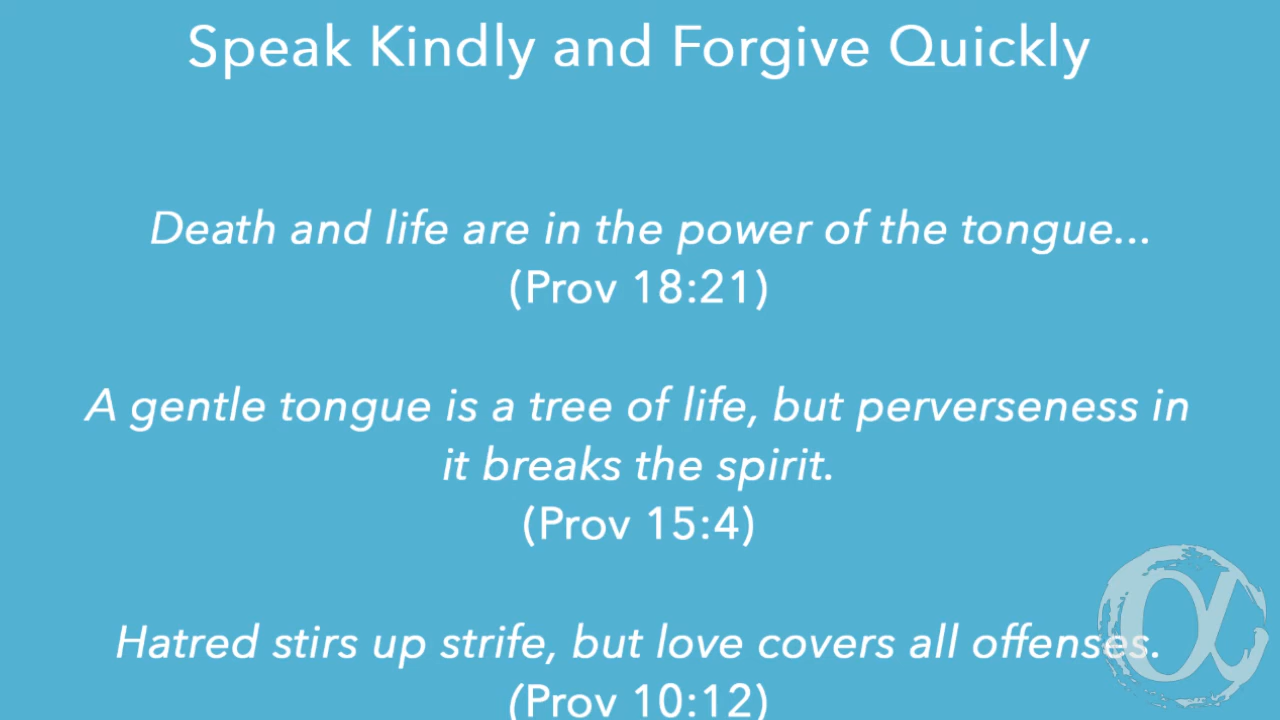 Speak Kindly and Forgive Quickly
Death and life are in the power of the tongue...
(Prov 18:21)
A gentle tongue is a tree of life, but perverseness in
it breaks the spirit.
(Prov 15:4)
Hatred stirs up strife, but love covers all offenses.
(Prov 10:12)
α